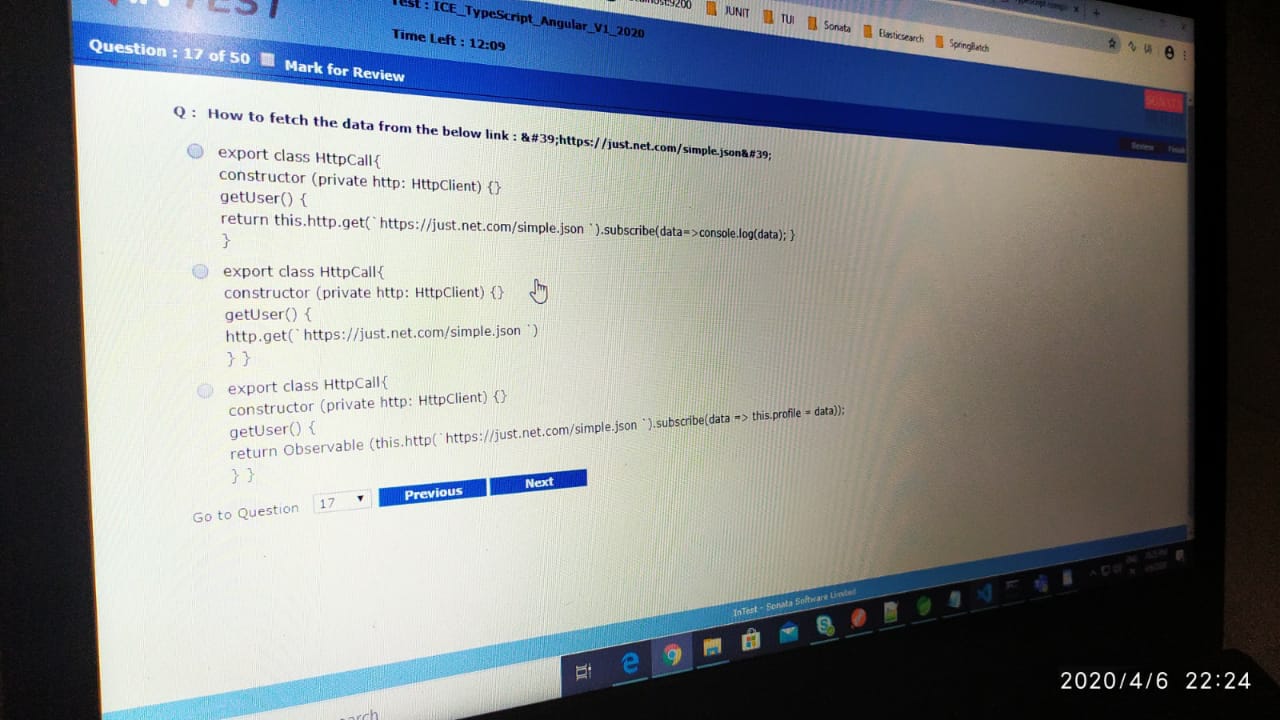 INTEST
Test : ICE_TypeScript_Angular_V1_2020
Time Left : 12:09
JUNIT
TUI
Sonata
Elasticsearch
SpringBatch
Question : 17 of 50 Mark for Review
Review Finish
Q : How to fetch the data from the below link : &#39;https://just.net.com/simple.json&#39;
export class HttpCall{
constructor (private http: HttpClient) {}
getUser() {
return this.http.get(`https://just.net.com/simple.json `).subscribe(data=>console.log(data); }
}
export class HttpCall{
constructor (private http: HttpClient) {}
getUser() {
http.get(`https://just.net.com/simple.json `)
} }
export class HttpCall{
constructor (private http: HttpClient) {}
getUser() {
return Observable (this.http(`https://just.net.com/simple.json `).subscribe(data => this.profile = data));
} }
Go to Question 17 Previous Next
InTest - Sonata Software Limited
2020/4/6 22:24